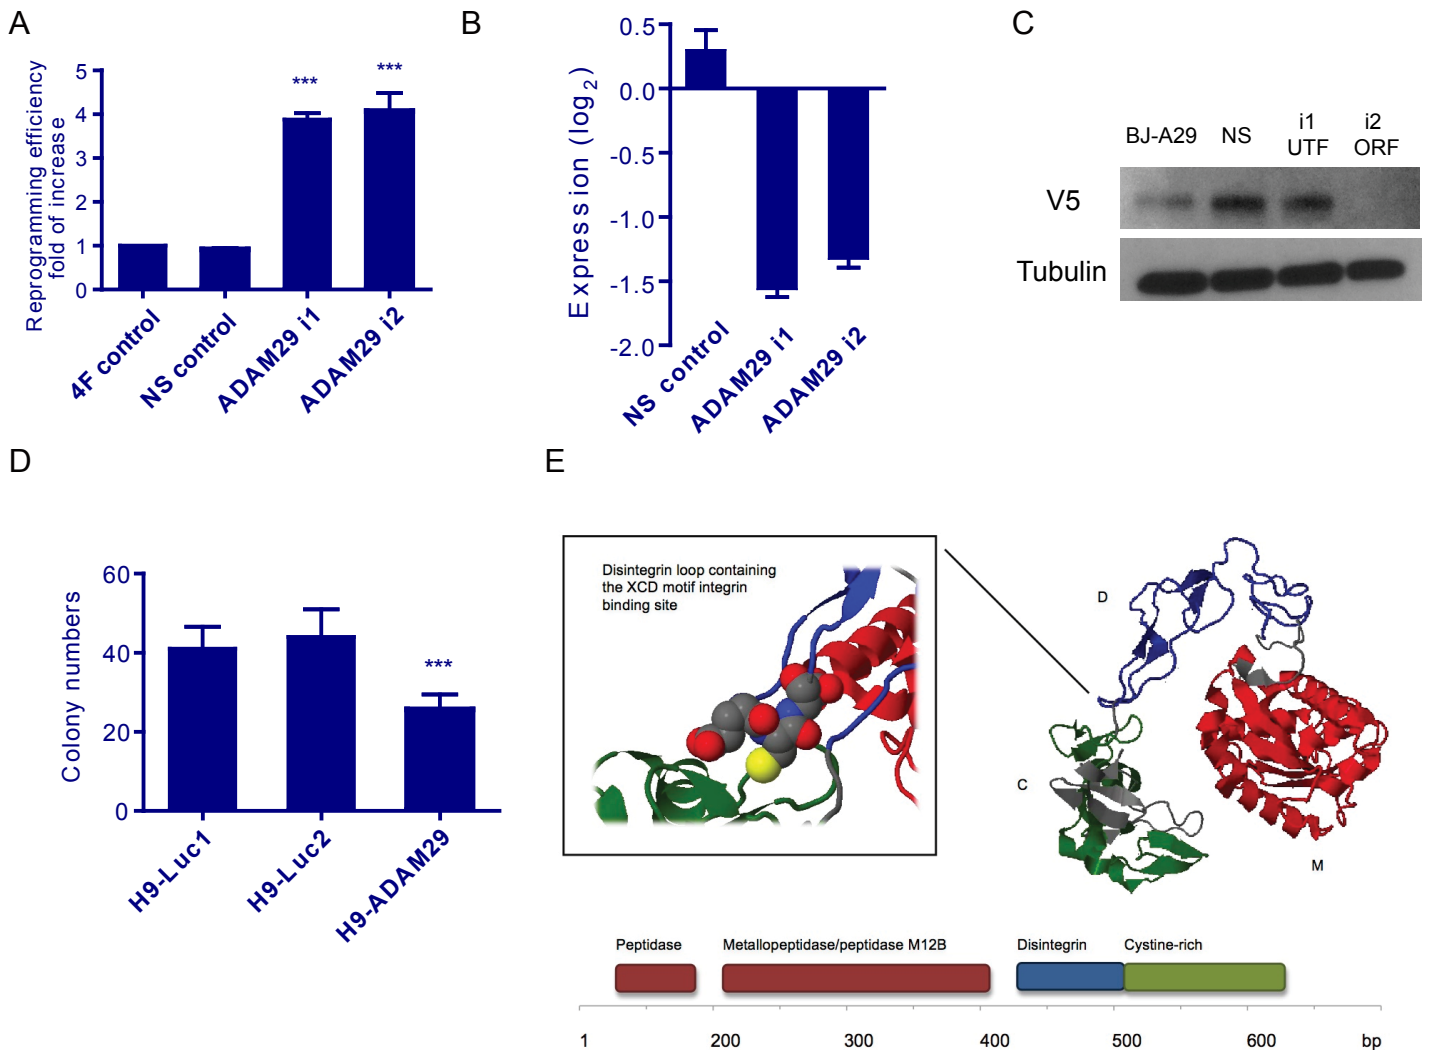 A
Reprogramming efficiency
fold of increase
5
4
3
2
1
0
***
***
4F control
NS control
ADAM29 i1
ADAM29 i2
B
Expression (log2)
0.5
0.0
-0.5
-1.0
-1.5
-2.0
NS control
ADAM29 i1
ADAM29 i2
C
BJ-A29 NS i1 i2
UTF ORF
V5
Tubulin
D
Colony numbers
60
40
20
0
***
H9-Luc1
H9-Luc2
H9-ADAM29
E
Disintegrin loop containing
the XCD motif integrin
binding site
D
C
M
Peptidase Metallopeptidase/peptidase M12B Disintegrin Cystine-rich
1 200 300 400 500 600 bp